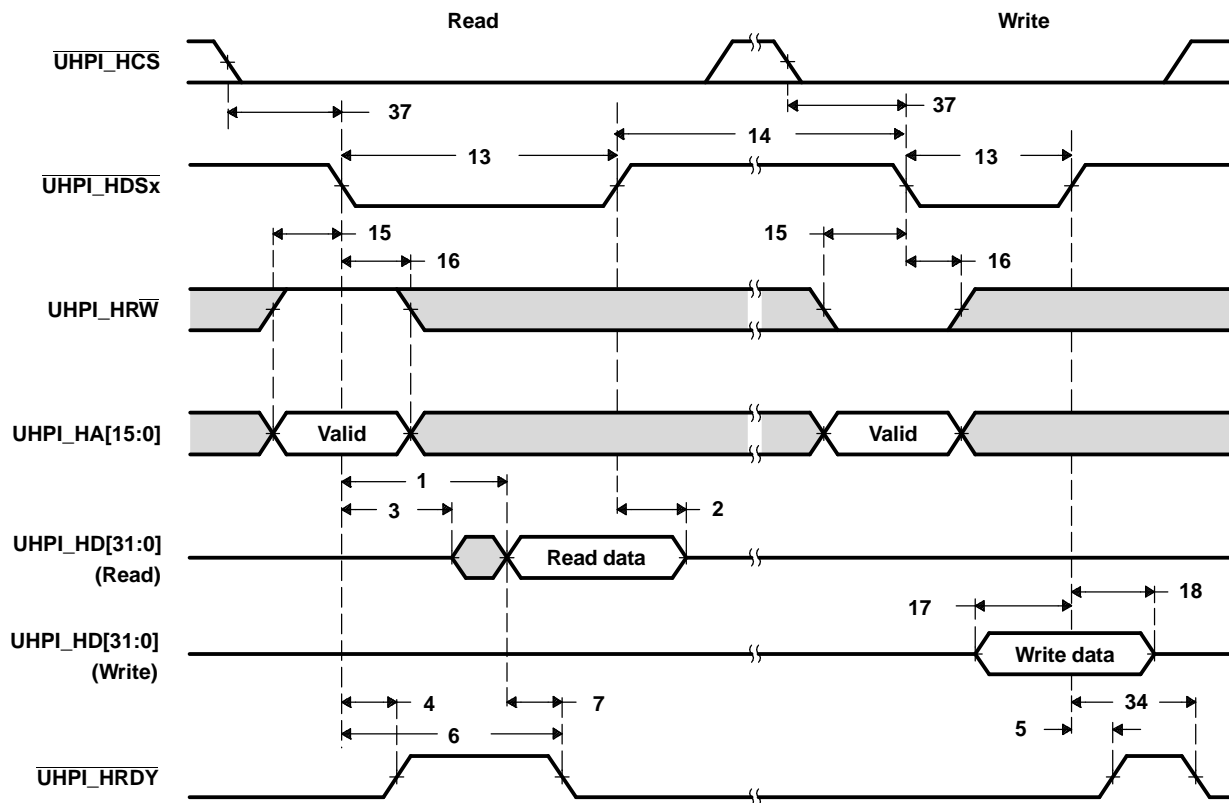 Read Write
UHPI_HCS
37 37
14
13 13
UHPI_HDSx
15 15
16 16
UHPI_HRW
UHPI_HA[15:0] Valid Valid
1
3 2
UHPI_HD[31:0]
(Read)
Read data
17 18
UHPI_HD[31:0]
(Write)
Write data
4 7 34
6 5
UHPI_HRDY